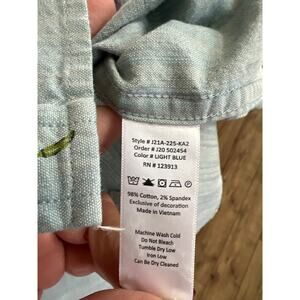 Style # J21A-225-KA2
Order # J20 502454
Color # LIGHT BLUE
RN # 123913
98% Cotton, 2% Spandex
Exclusive of decoration
Made in Vietnam
Machine Wash Cold
Do Not Bleach
Tumble Dry Low
Iron Low
Can Be Dry Cleaned